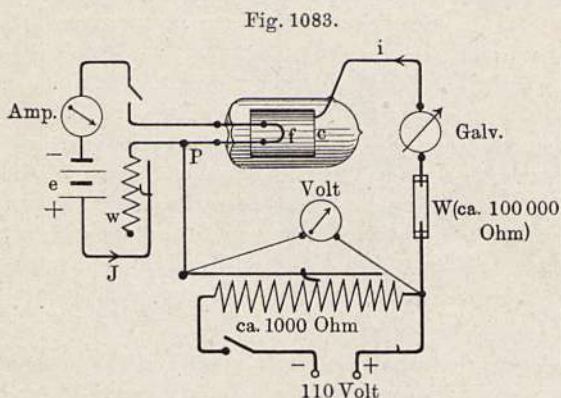 Fig. 1083.
i
Amp.
f
c
Galv.
P
Volt
e
w
W(ca. 100 000
Ohm)
J
ca. 1000 Ohm
110 Volt